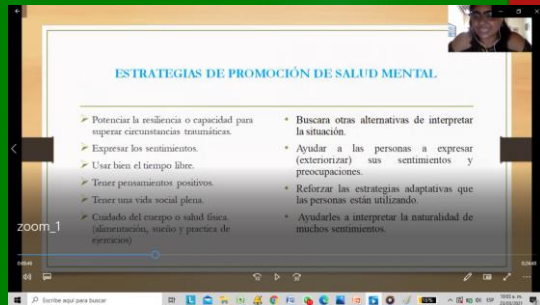 ESTRATEGIAS DE PROMOCIÓN DE SALUD MENTAL
Potenciar la resiliencia o capacidad para
superar circunstancias traumáticas.
Expresar los sentimientos.
Usar bien el tiempo libre.
Tener pensamientos positivos.
Tener una vida social plena.
Cuidado del cuerpo o salud física.
(alimentación, sueño y practica de
ejercicios)
Buscara otras alternativas de interpretar
la situación.
Ayudar a las personas a expresar
(exteriorizar) sus sentimientos y
preocupaciones.
Reforzar las estrategias adaptativas que
las personas están utilizando.
Ayudarles a interpretar la naturalidad de
muchos sentimientos.
zoom_1
Escribe aquí para buscar